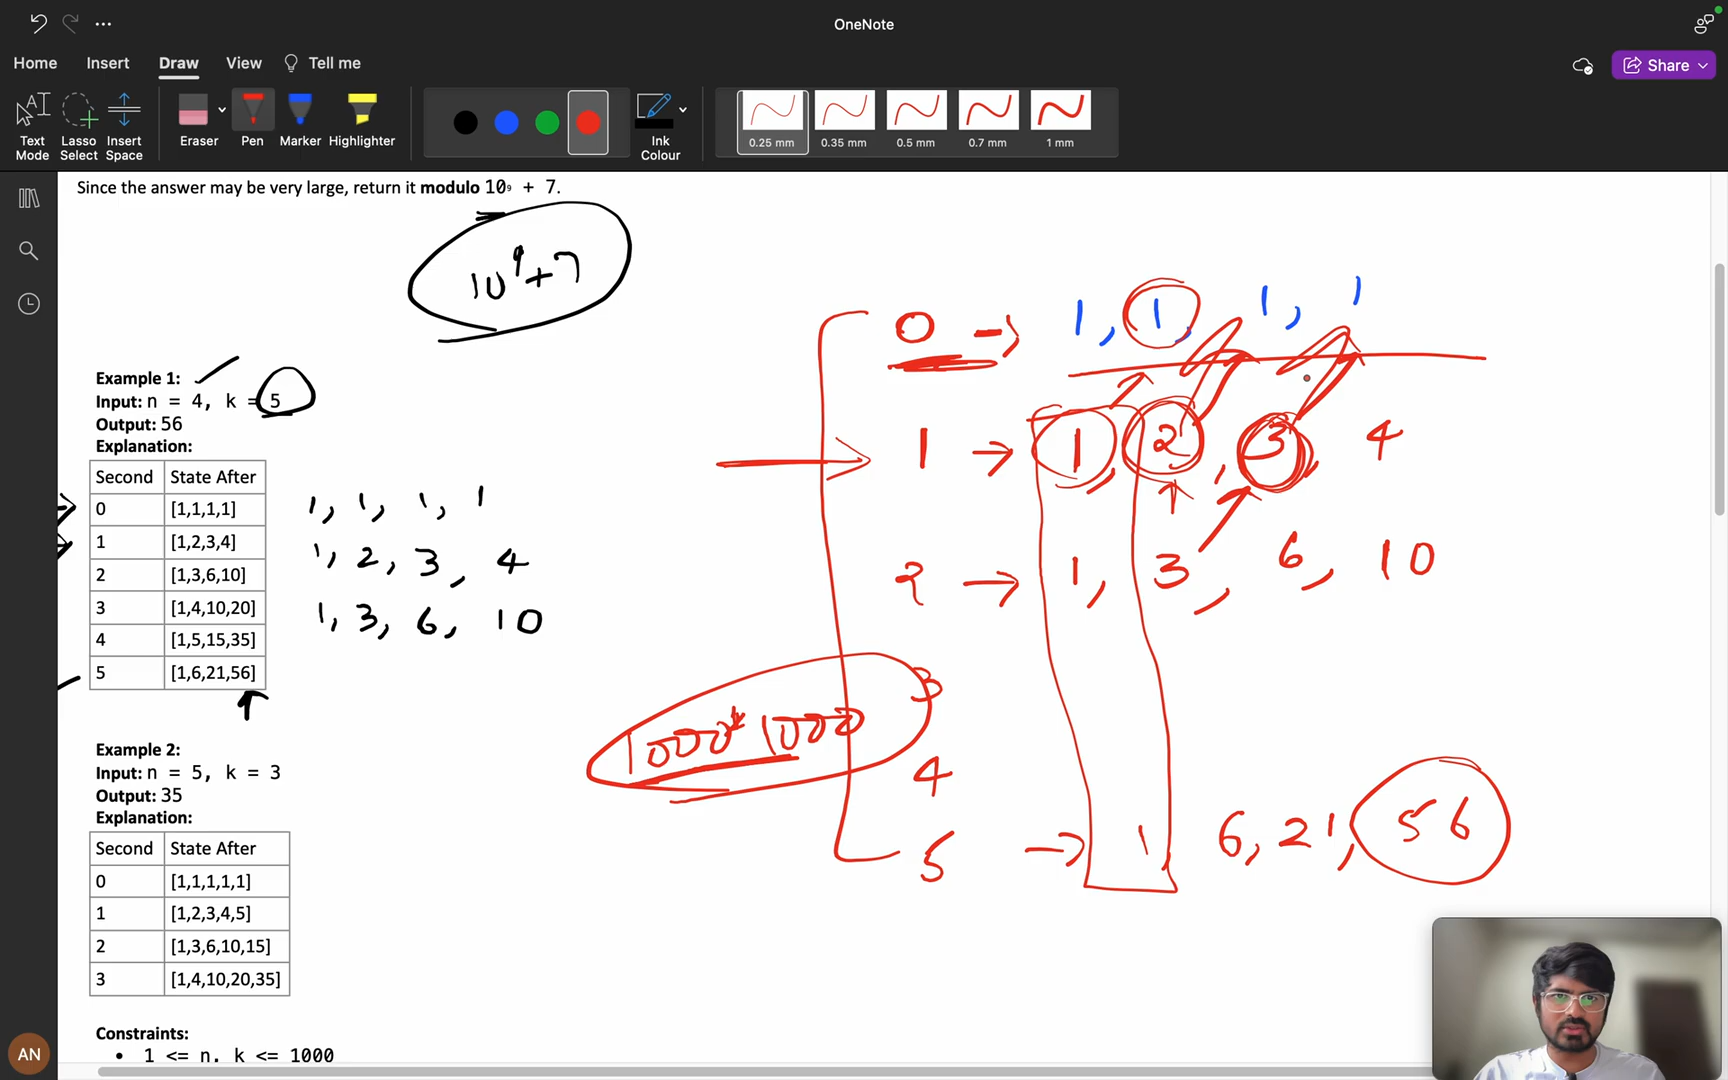 OneNote
Home Insert Draw View Tell me
Share
Text Mode
Lasso Select
Insert Space
Eraser
Pen
Marker
Highlighter
Ink Colour
0.25 mm
0.35 mm
0.5 mm
0.7 mm
1 mm
Since the answer may be very large, return it modulo 10⁹ + 7.
10⁹+7
Example 1:
Input: n = 4, k = 5
Output: 56
Explanation:
Second State After
0 [1,1,1,1]
1 [1,2,3,4]
2 [1,3,6,10]
3 [1,4,10,20]
4 [1,5,15,35]
5 [1,6,21,56]
1, 1, 1, 1
1, 2, 3, 4
1, 3, 6, 10
0 -> 1, 1, 1, 1
1 -> 1, 2, 3, 4
2 -> 1, 3, 6, 10
3
1000*1000
4
5 -> 1, 6, 21, 56
Example 2:
Input: n = 5, k = 3
Output: 35
Explanation:
Second State After
0 [1,1,1,1,1]
1 [1,2,3,4,5]
2 [1,3,6,10,15]
3 [1,4,10,20,35]
Constraints:
• 1 <= n. k <= 1000
AN